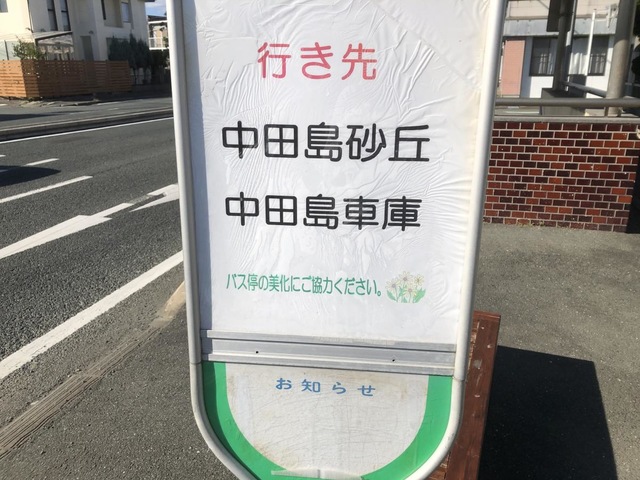 行き先
中田島砂丘
中田島車庫
バス停の美化にご協力ください。
お知らせ